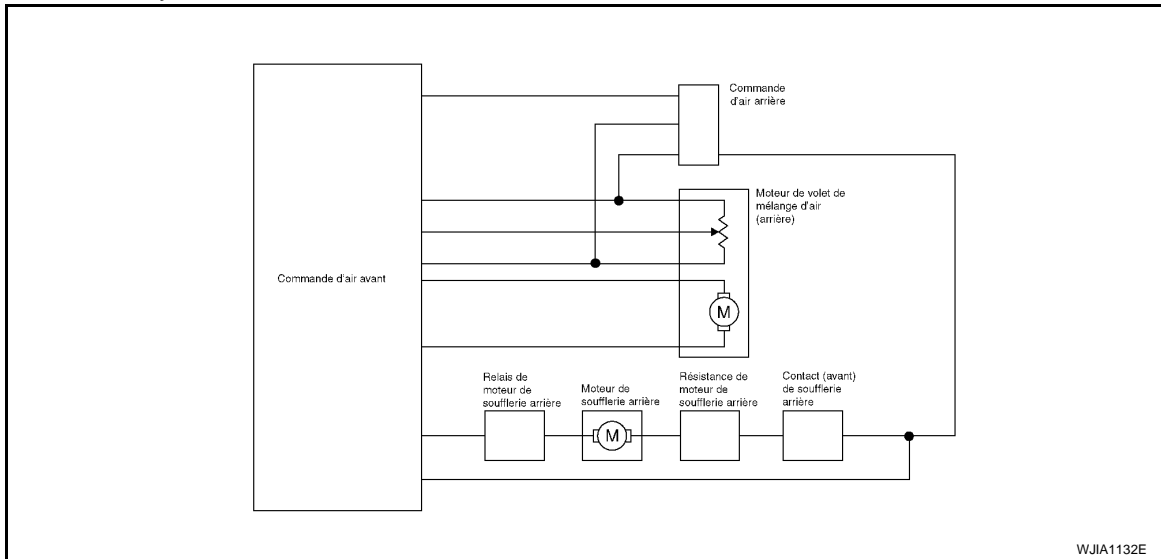 Commande
d'air arrière
Moteur de volet de
mélange d'air
(arrière)
Commande d'air avant
M
Relais de
moteur de
soufflerie arrière
Moteur de
soufflerie arrière
Résistance de
moteur de
soufflerie arrière
Contact (avant)
de soufflerie
arrière
M
WJIA1132E